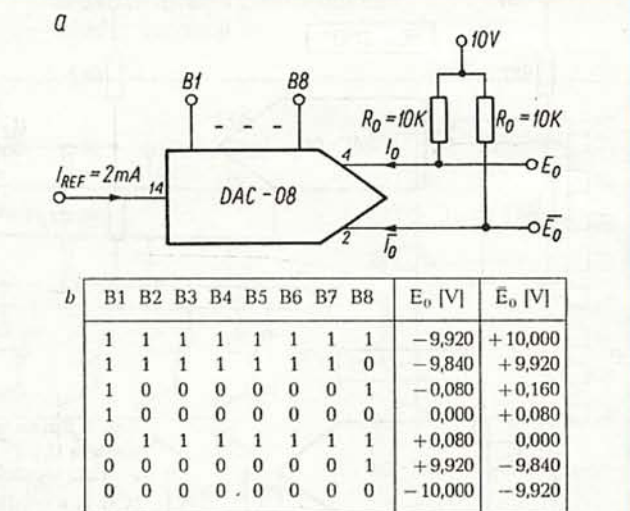 a
10V
B1 B8
R₀ = 10K R₀ = 10K
I_REF = 2mA
14
DAC - 08
4
I₀
E₀
2
Ī₀
Ē₀
b B1 B2 B3 B4 B5 B6 B7 B8 E₀ [V] Ē₀ [V]
1 1 1 1 1 1 1 1 −9,920 +10,000
1 1 1 1 1 1 1 0 −9,840 +9,920
1 0 0 0 0 0 0 1 −0,080 +0,160
1 0 0 0 0 0 0 0 0,000 +0,080
0 1 1 1 1 1 1 1 +0,080 0,000
0 0 0 0 0 0 0 1 +9,920 −9,840
0 0 0 0 0 0 0 0 −10,000 −9,920